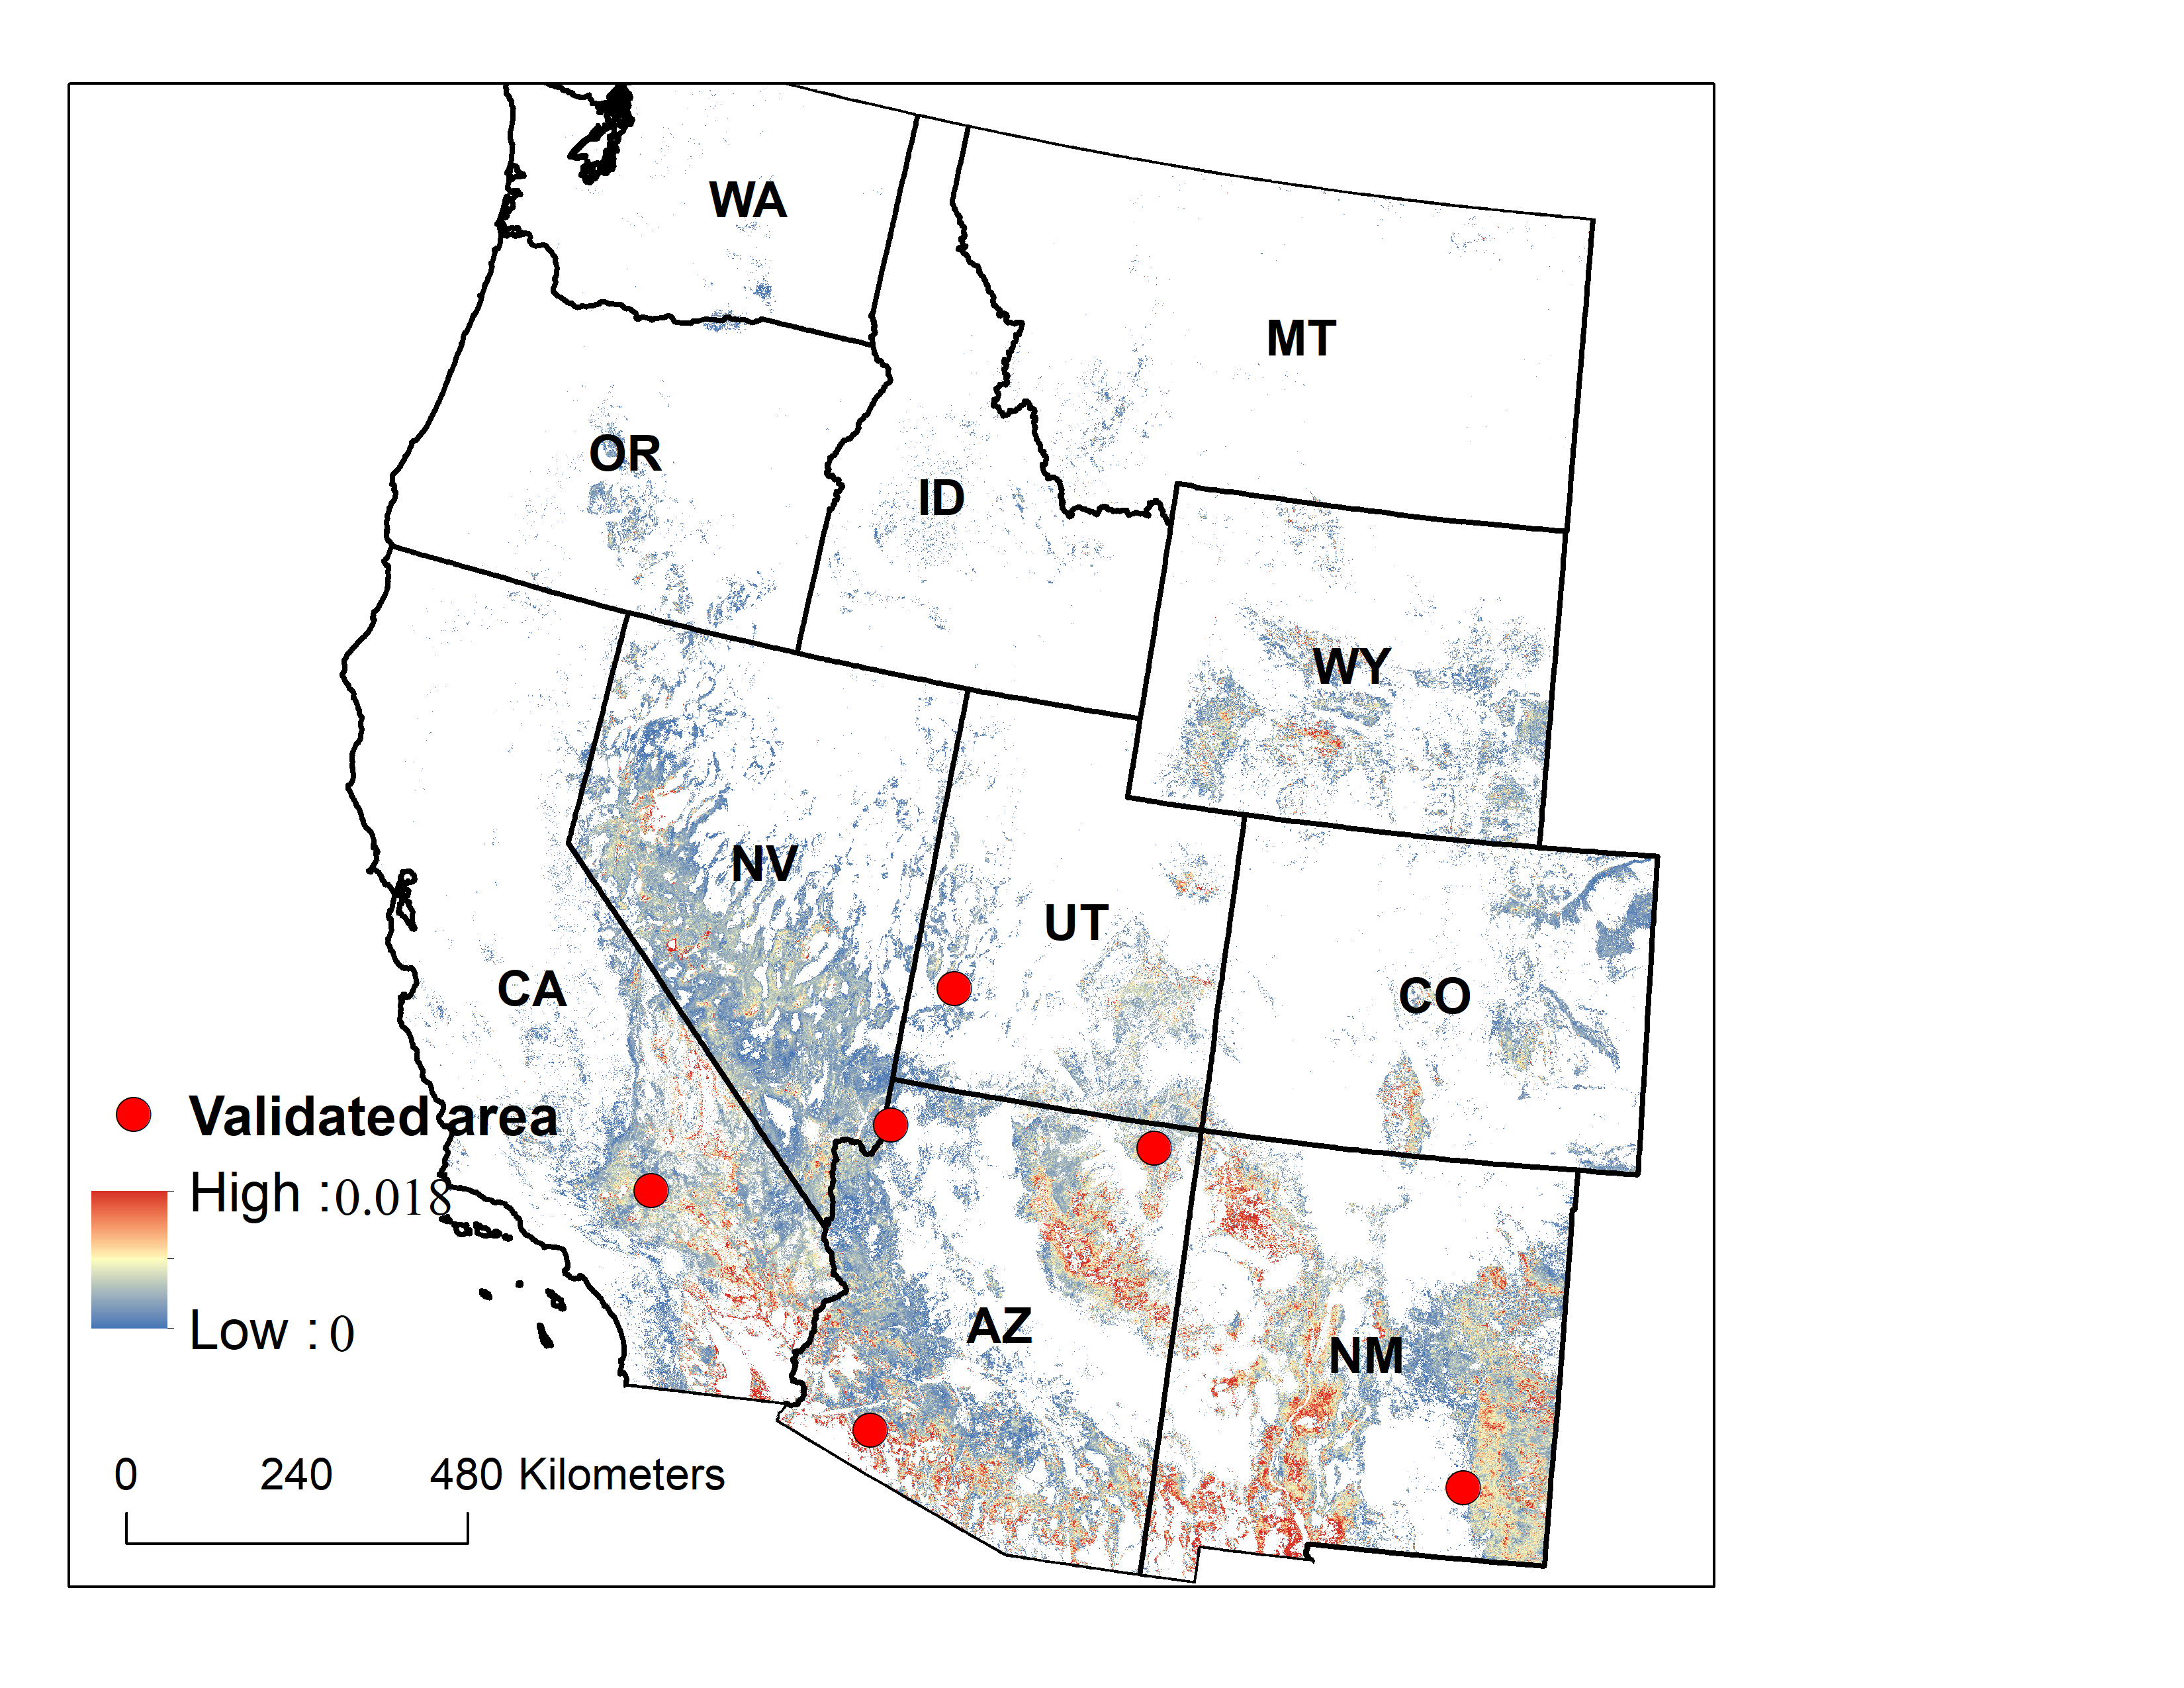 WA
MT
OR
ID
WY
NV
UT
CA
CO
Validated area
High :0.018
Low : 0
AZ
NM
0 240 480 Kilometers